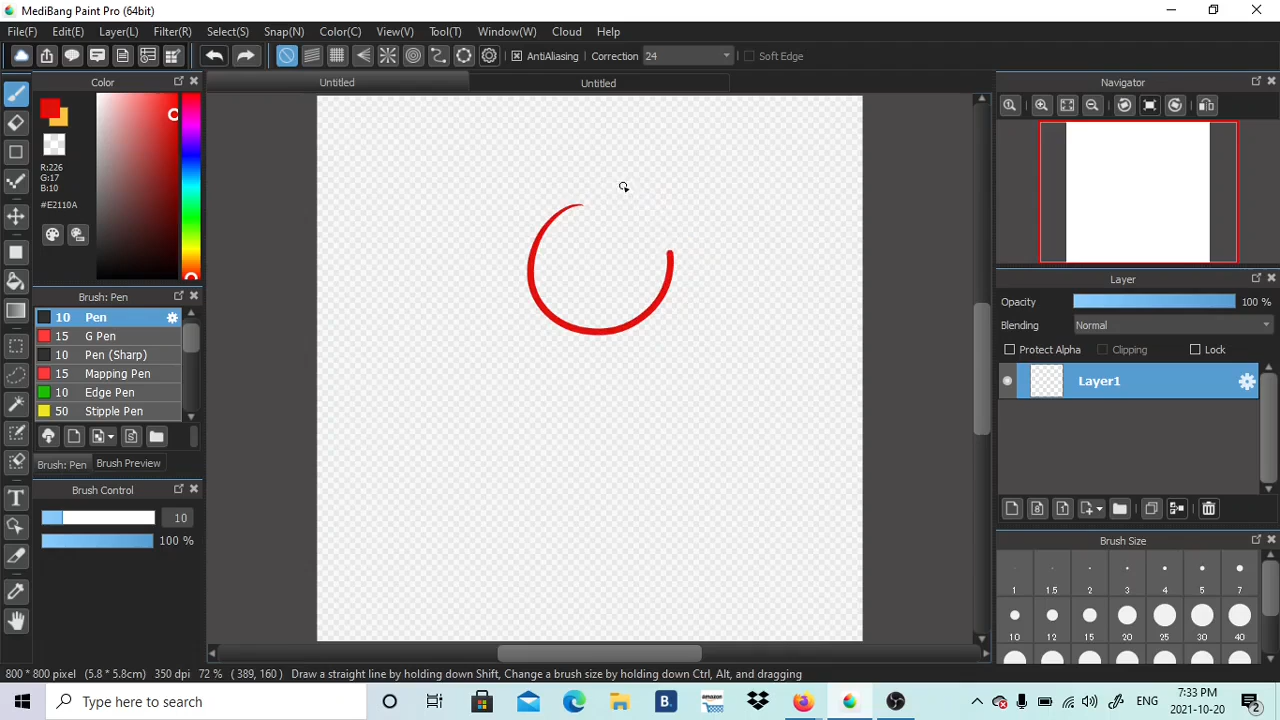 MediBang Paint Pro (64bit)
File(F) Edit(E) Layer(L) Filter(R) Select(S) Snap(N) Color(C) View(V) Tool(T) Window(W) Cloud Help
AntiAliasing Correction 24 Soft Edge
Color
Untitled Untitled
Navigator
R:226
G:17
B:10
#E2110A
Brush: Pen
10 Pen
15 G Pen
10 Pen (Sharp)
15 Mapping Pen
10 Edge Pen
50 Stipple Pen
Brush: Pen Brush Preview
Brush Control
10
100 %
Layer
Opacity 100 %
Blending Normal
Protect Alpha Clipping Lock
Layer1
Brush Size
1 1.5 2 3 4 5 7
10 12 15 20 25 30 40
800 * 800 pixel (5.8 * 5.8cm) 350 dpi 72 % ( 389, 160 ) Draw a straight line by holding down Shift, Change a brush size by holding down Ctrl, Alt, and dragging
Type here to search
B.
amazon
7:33 PM
2021-10-20
2